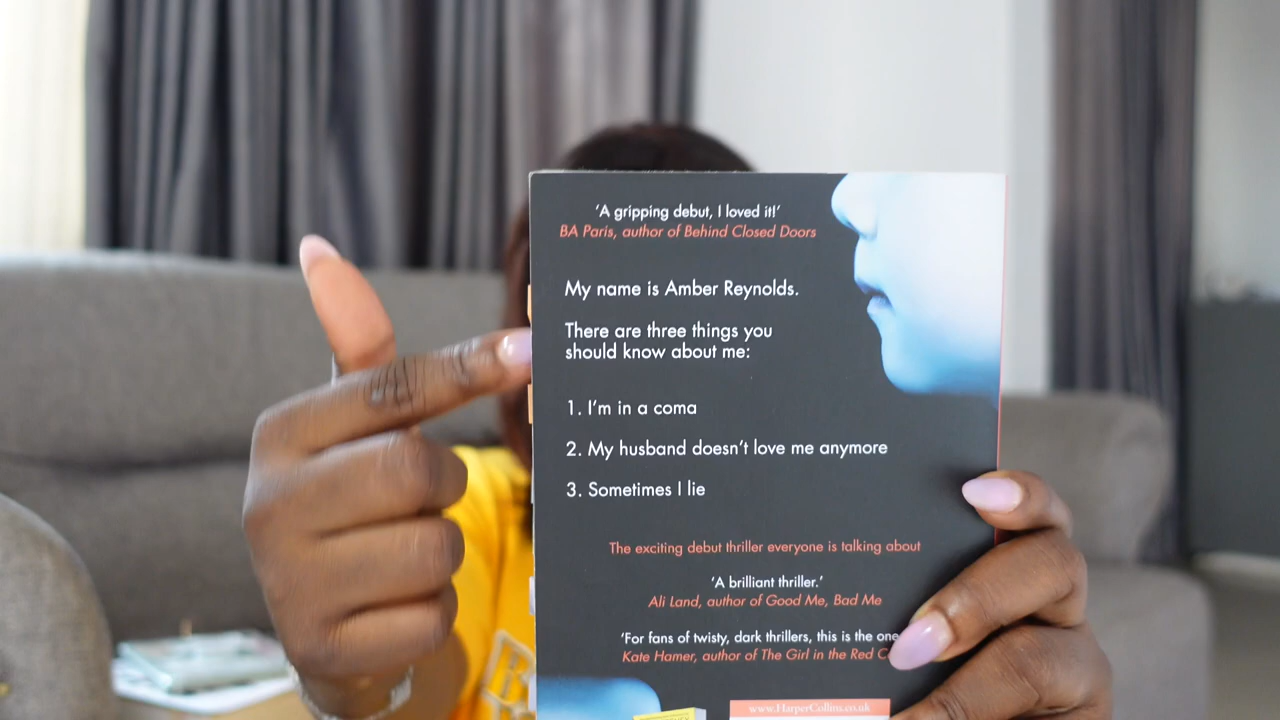 'A gripping debut, I loved it!'
BA Paris, author of Behind Closed Doors
My name is Amber Reynolds.
There are three things you
should know about me:
1. I'm in a coma
2. My husband doesn't love me anymore
3. Sometimes I lie
The exciting debut thriller everyone is talking about
'A brilliant thriller.'
Ali Land, author of Good Me, Bad Me
'For fans of twisty, dark thrillers, this is the one
Kate Hamer, author of The Girl in the Red
www.HarperCollins.co.uk